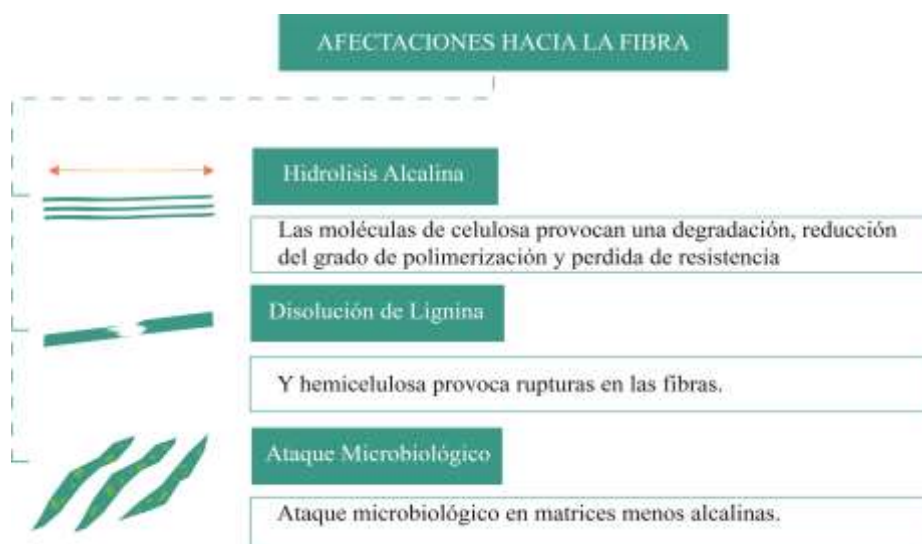 AFECTACIONES HACIA LA FIBRA
Hidrolisis Alcalina
Las moléculas de celulosa provocan una degradación, reducción
del grado de polimerización y perdida de resistencia
Disolución de Lignina
Y hemicelulosa provoca rupturas en las fibras.
Ataque Microbiológico
Ataque microbiológico en matrices menos alcalinas.